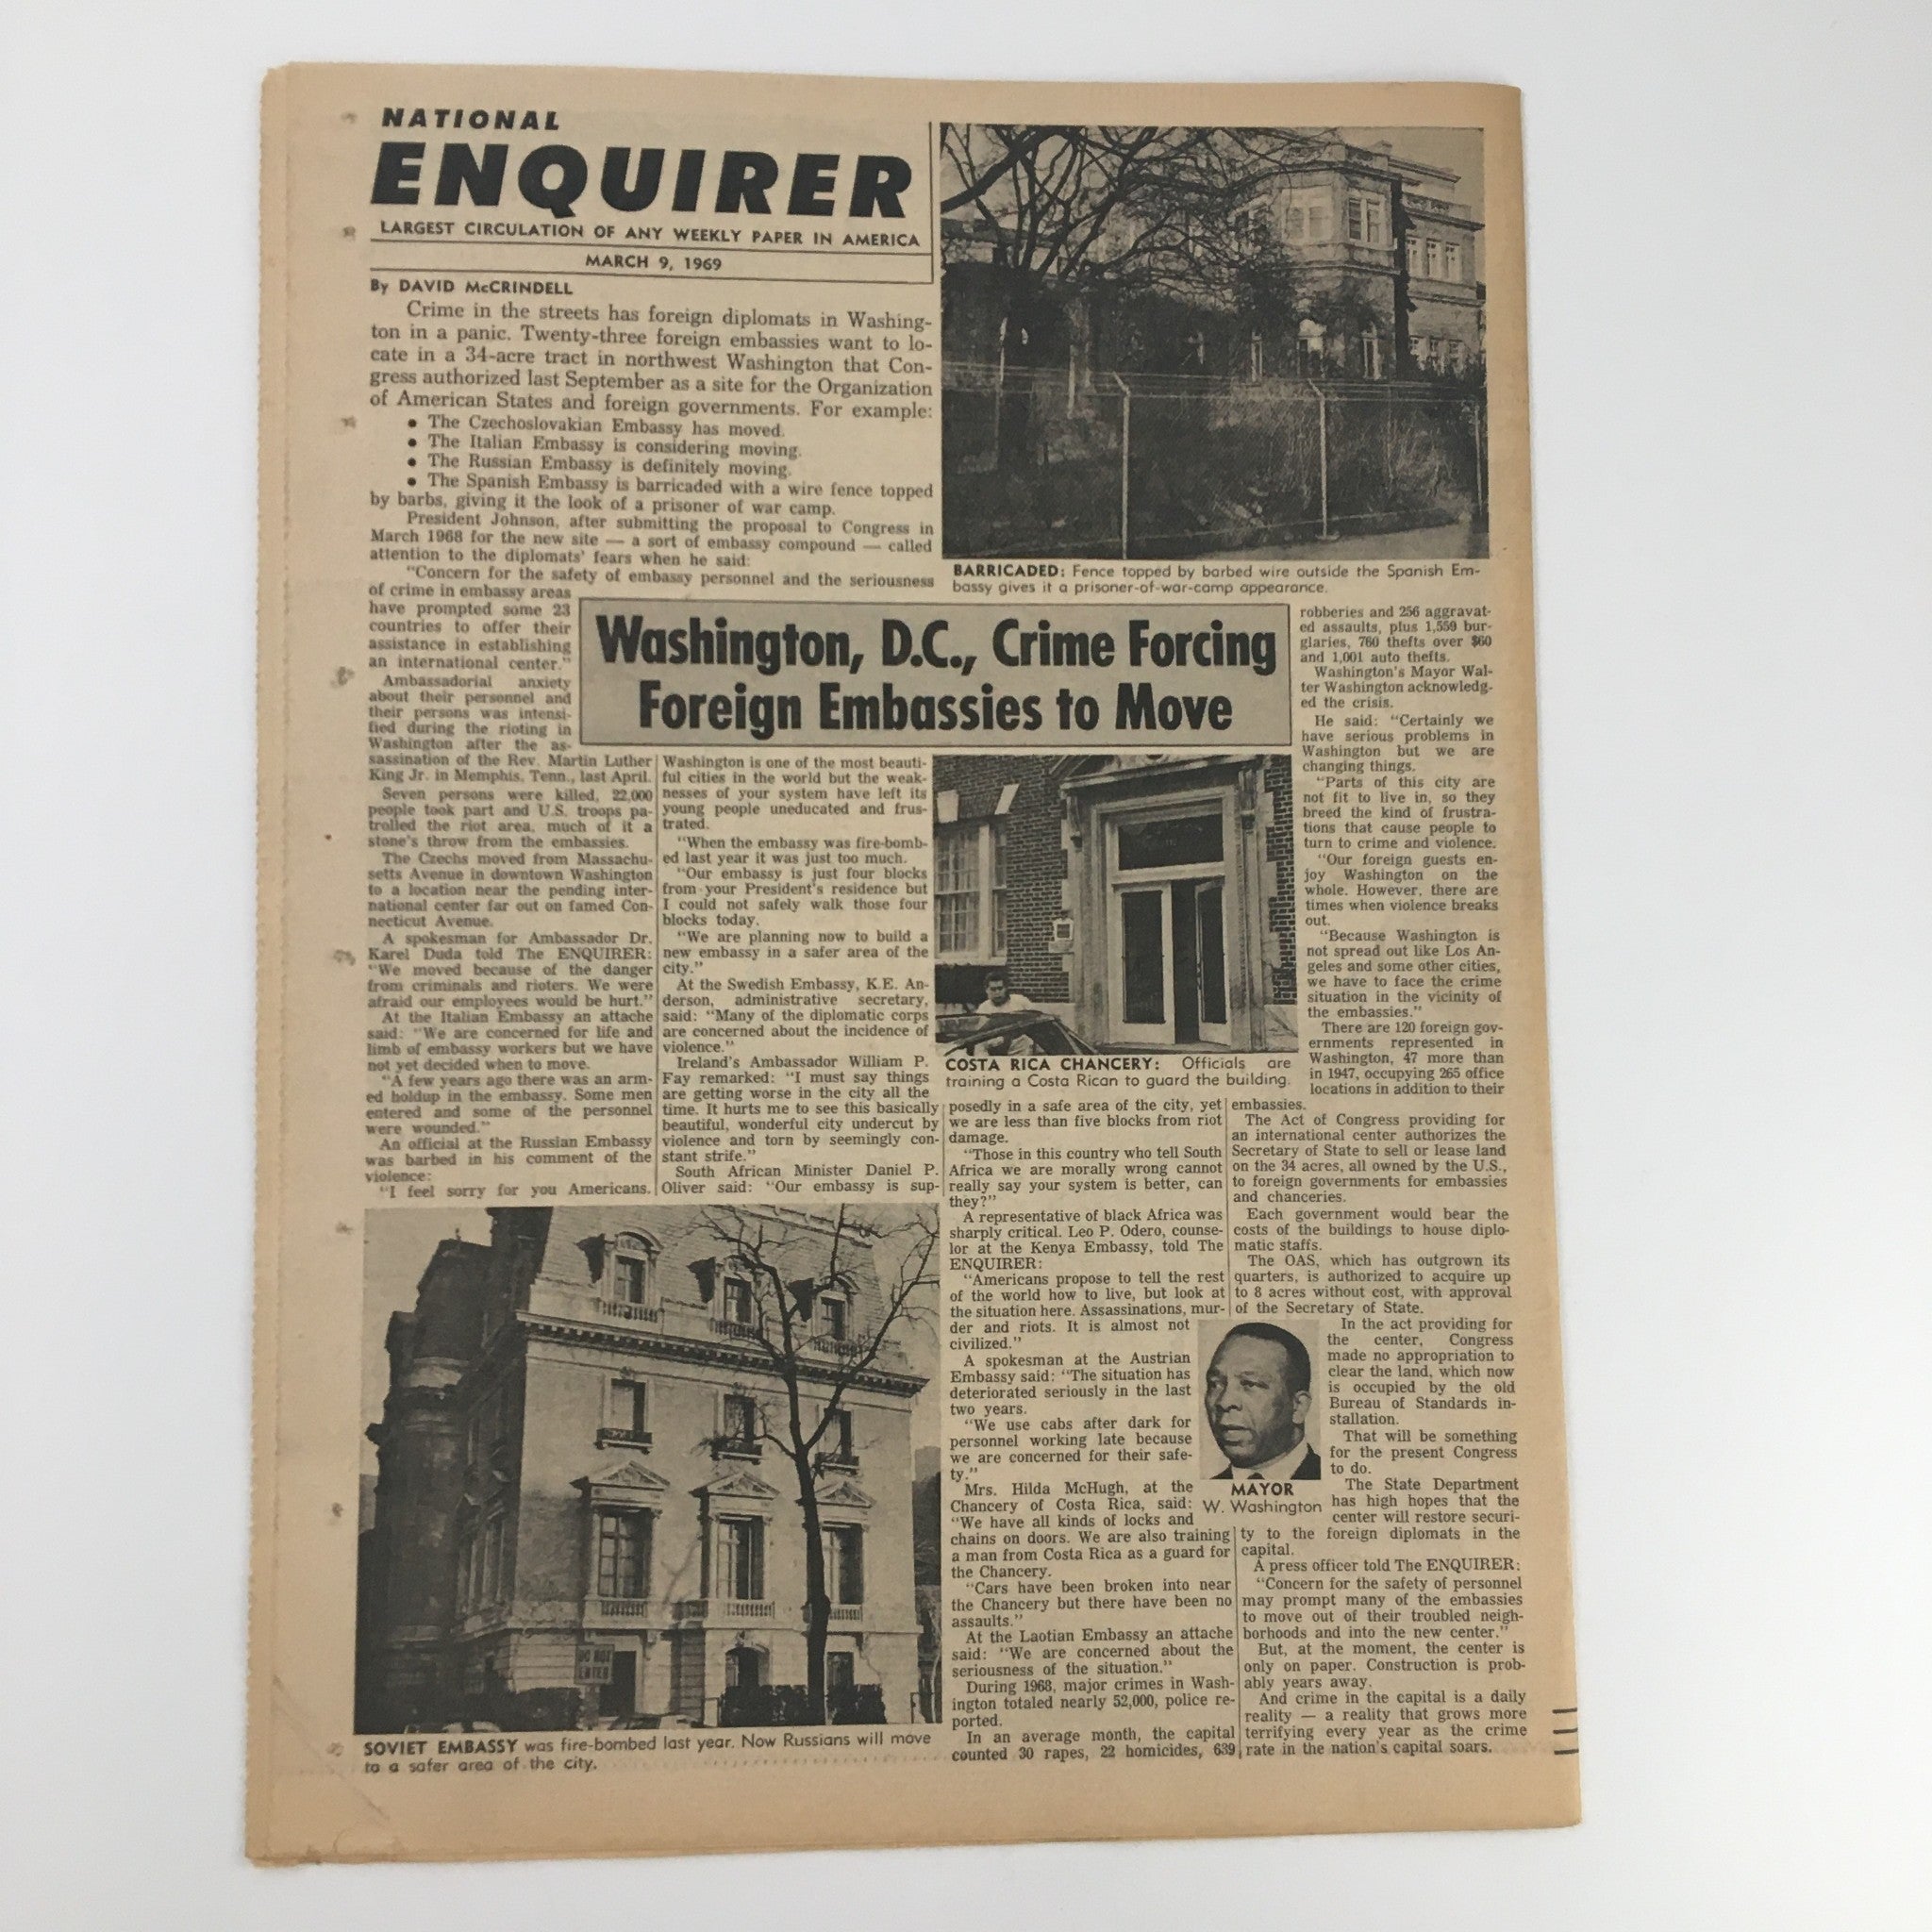 NATIONAL
ENQUIRER
LARGEST CIRCULATION OF ANY WEEKLY PAPER IN AMERICA
MARCH 9, 1969
By DAVID McCRINDELL
Crime in the streets has foreign diplomats in Washing-
ton in a panic. Twenty-three foreign embassies want to lo-
cate in a 34-acre tract in northwest Washington that Con-
gress authorized last September as a site for the Organization
of American States and foreign governments. For example:
• The Czechoslovakian Embassy has moved.
• The Italian Embassy is considering moving.
• The Russian Embassy is definitely moving.
• The Spanish Embassy is barricaded with a wire fence topped
by barbs, giving it the look of a prisoner of war camp.
President Johnson, after submitting the proposal to Congress in
March 1968 for the new site — a sort of embassy compound — called
attention to the diplomats' fears when he said:
"Concern for the safety of embassy personnel and the seriousness
of crime in embassy areas
have prompted some 23
countries to offer their
assistance in establishing
an international center."
Ambassadorial anxiety
about their personnel and
their persons was intensi-
fied during the rioting in
Washington after the as-
sassination of the Rev. Martin Luther
King Jr. in Memphis, Tenn., last April.
Seven persons were killed, 22,000
people took part and U.S. troops pa-
trolled the riot area, much of it a
stone's throw from the embassies.
The Czechs moved from Massachu-
setts Avenue in downtown Washington
to a location near the pending inter-
national center far out on famed Con-
necticut Avenue.
A spokesman for Ambassador Dr.
Karel Duda told The ENQUIRER:
"We moved because of the danger
from criminals and rioters. We were
afraid our employees would be hurt."
At the Italian Embassy an attache
said: "We are concerned for life and
limb of embassy workers but we have
not yet decided when to move.
"A few years ago there was an arm-
ed holdup in the embassy. Some men
entered and some of the personnel
were wounded."
An official at the Russian Embassy
was barbed in his comment of the
violence:
"I feel sorry for you Americans.
BARRICADED: Fence topped by barbed wire outside the Spanish Em-
bassy gives it a prisoner-of-war-camp appearance.
Washington, D.C., Crime Forcing
Foreign Embassies to Move
Washington is one of the most beauti-
ful cities in the world but the weak-
nesses of your system have left its
young people uneducated and frus-
trated.
"When the embassy was fire-bomb-
ed last year it was just too much.
"Our embassy is just four blocks
from your President's residence but
I could not safely walk those four
blocks today.
"We are planning now to build a
new embassy in a safer area of the
city."
At the Swedish Embassy, K.E. An-
derson, administrative secretary,
said: "Many of the diplomatic corps
are concerned about the incidence of
violence."
Ireland's Ambassador William P.
Fay remarked: "I must say things
are getting worse in the city all the
time. It hurts me to see this basically
beautiful, wonderful city undercut by
violence and torn by seemingly con-
stant strife."
South African Minister Daniel P.
Oliver said: "Our embassy is sup-
COSTA RICA CHANCERY: Officials are
training a Costa Rican to guard the building.
posedly in a safe area of the city, yet
we are less than five blocks from riot
damage.
"Those in this country who tell South
Africa we are morally wrong cannot
really say your system is better, can
they?"
A representative of black Africa was
sharply critical. Leo P. Odero, counse-
lor at the Kenya Embassy, told The
ENQUIRER:
"Americans propose to tell the rest
of the world how to live, but look at
the situation here. Assassinations, mur-
der and riots. It is almost not
civilized."
A spokesman at the Austrian
Embassy said: "The situation has
deteriorated seriously in the last
two years.
"We use cabs after dark for
personnel working late because
we are concerned for their safe-
ty."
Mrs. Hilda McHugh, at the
Chancery of Costa Rica, said:
"We have all kinds of locks and
chains on doors. We are also training
a man from Costa Rica as a guard for
the Chancery.
"Cars have been broken into near
the Chancery but there have been no
assaults."
At the Laotian Embassy an attache
said: "We are concerned about the
seriousness of the situation."
During 1968, major crimes in Wash-
ington totaled nearly 52,000, police re-
ported.
In an average month, the capital
counted 30 rapes, 22 homicides, 639
robberies and 256 aggravat-
ed assaults, plus 1,559 bur-
glaries, 760 thefts over $60
and 1,001 auto thefts.
Washington's Mayor Wal-
ter Washington acknowledg-
ed the crisis.
He said: "Certainly we
have serious problems in
Washington but we are
changing things.
"Parts of this city are
not fit to live in, so they
breed the kind of frustra-
tions that cause people to
turn to crime and violence.
"Our foreign guests en-
joy Washington on the
whole. However, there are
times when violence breaks
out.
"Because Washington is
not spread out like Los An-
geles and some other cities,
we have to face the crime
situation in the vicinity of
the embassies."
There are 120 foreign gov-
ernments represented in
Washington, 47 more than
in 1947, occupying 265 office
locations in addition to their
embassies.
The Act of Congress providing for
an international center authorizes the
Secretary of State to sell or lease land
on the 34 acres, all owned by the U.S.,
to foreign governments for embassies
and chanceries.
Each government would bear the
costs of the buildings to house diplo-
matic staffs.
The OAS, which has outgrown its
quarters, is authorized to acquire up
to 8 acres without cost, with approval
of the Secretary of State.
In the act providing for
the center, Congress
made no appropriation to
clear the land, which now
is occupied by the old
Bureau of Standards in-
stallation.
That will be something
for the present Congress
to do.
The State Department
has high hopes that the
center will restore securi-
ty to the foreign diplomats in the
capital.
A press officer told The ENQUIRER:
"Concern for the safety of personnel
may prompt many of the embassies
to move out of their troubled neigh-
borhoods and into the new center."
But, at the moment, the center is
only on paper. Construction is prob-
ably years away.
And crime in the capital is a daily
reality — a reality that grows more
terrifying every year as the crime
rate in the nation's capital soars.
MAYOR
W. Washington
DO NOT
ENTER
SOVIET EMBASSY was fire-bombed last year. Now Russians will move
to a safer area of the city.